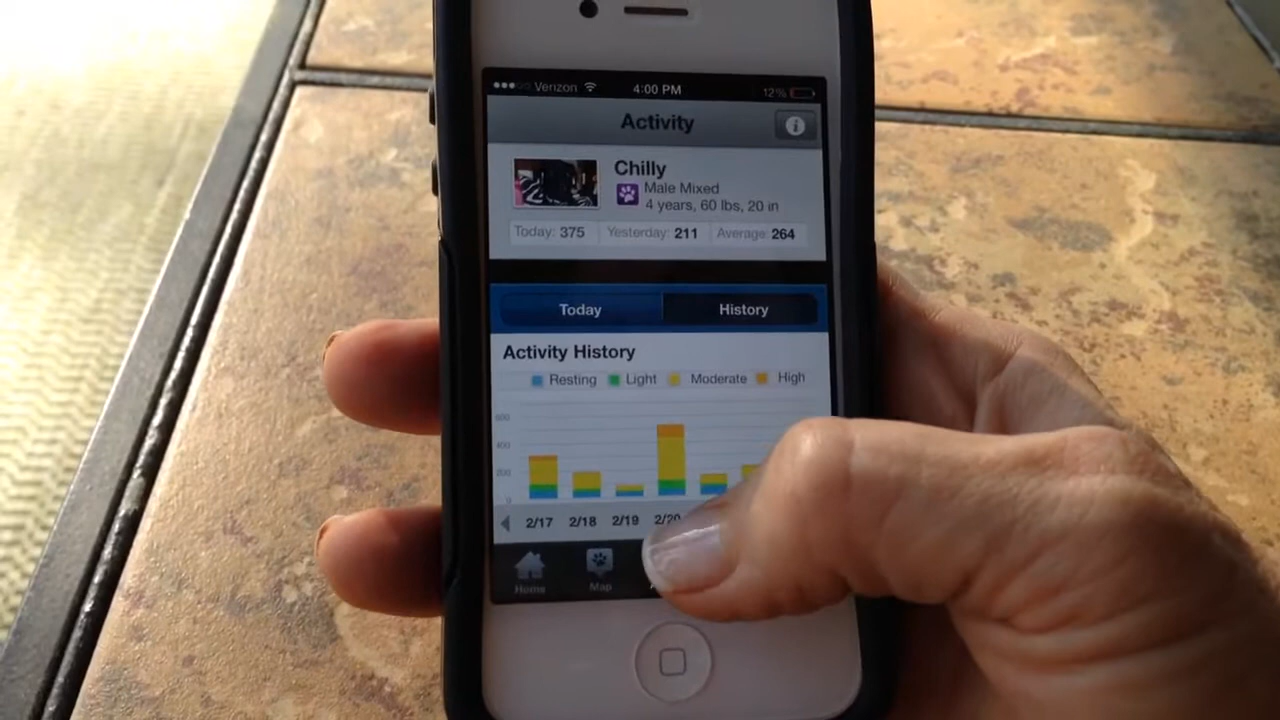 Verizon 4:00 PM 12%
Activity
Chilly
Male Mixed
4 years, 60 lbs, 20 in
Today: 375 Yesterday: 211 Average: 264
Today History
Activity History
Resting Light Moderate High
600
400
200
0
2/17 2/18 2/19 2/20
Home Map